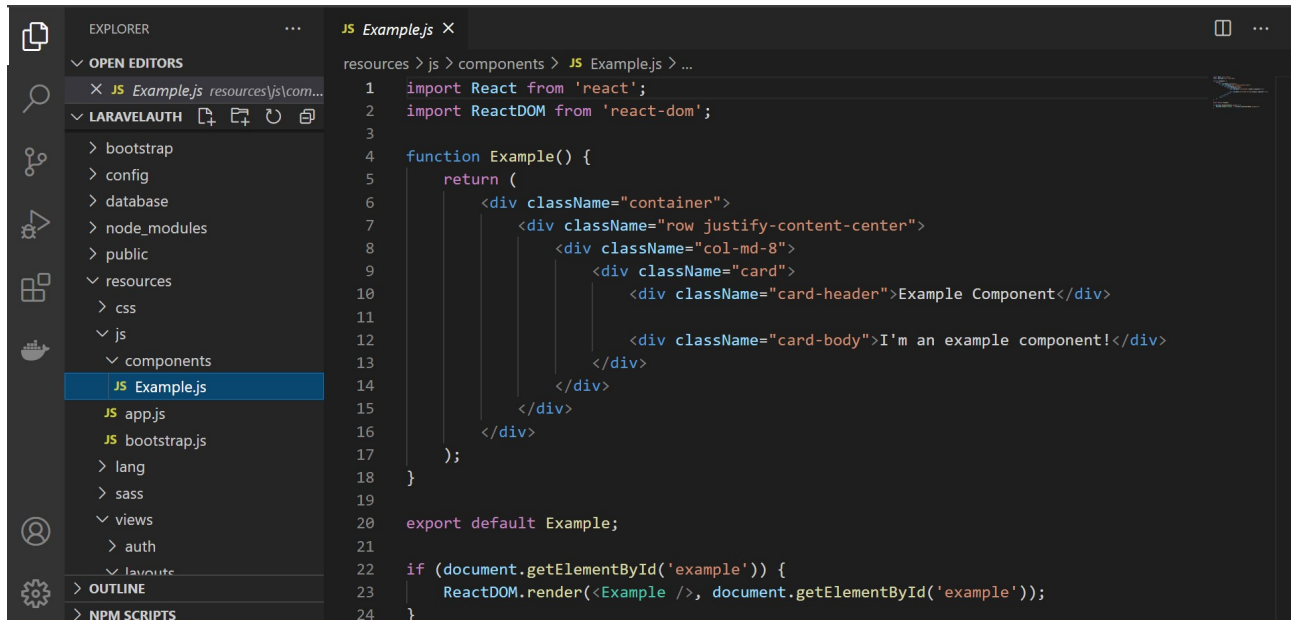 EXPLORER ...
OPEN EDITORS
JS Example.js resources\js\com...
LARAVELAUTH
bootstrap
config
database
node_modules
public
resources
css
js
components
JS Example.js
JS app.js
JS bootstrap.js
lang
sass
views
auth
layouts
OUTLINE
NPM SCRIPTS
JS Example.js
...
resources > js > components > JS Example.js > ...
1 import React from 'react';
2 import ReactDOM from 'react-dom';
3
4 function Example() {
5     return (
6         <div className="container">
7             <div className="row justify-content-center">
8                 <div className="col-md-8">
9                     <div className="card">
10                         <div className="card-header">Example Component</div>
11
12                         <div className="card-body">I'm an example component!</div>
13                     </div>
14                 </div>
15             </div>
16         </div>
17     );
18 }
19
20 export default Example;
21
22 if (document.getElementById('example')) {
23     ReactDOM.render(<Example />, document.getElementById('example'));
24 }